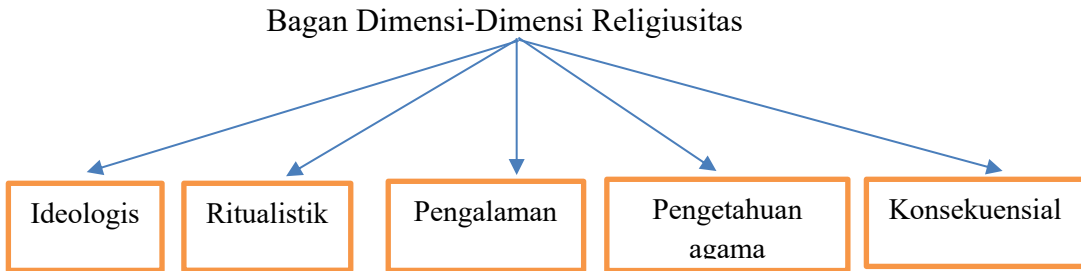 Bagan Dimensi-Dimensi Religiusitas
Ideologis
Ritualistik
Pengalaman
Pengetahuan
agama
Konsekuensial